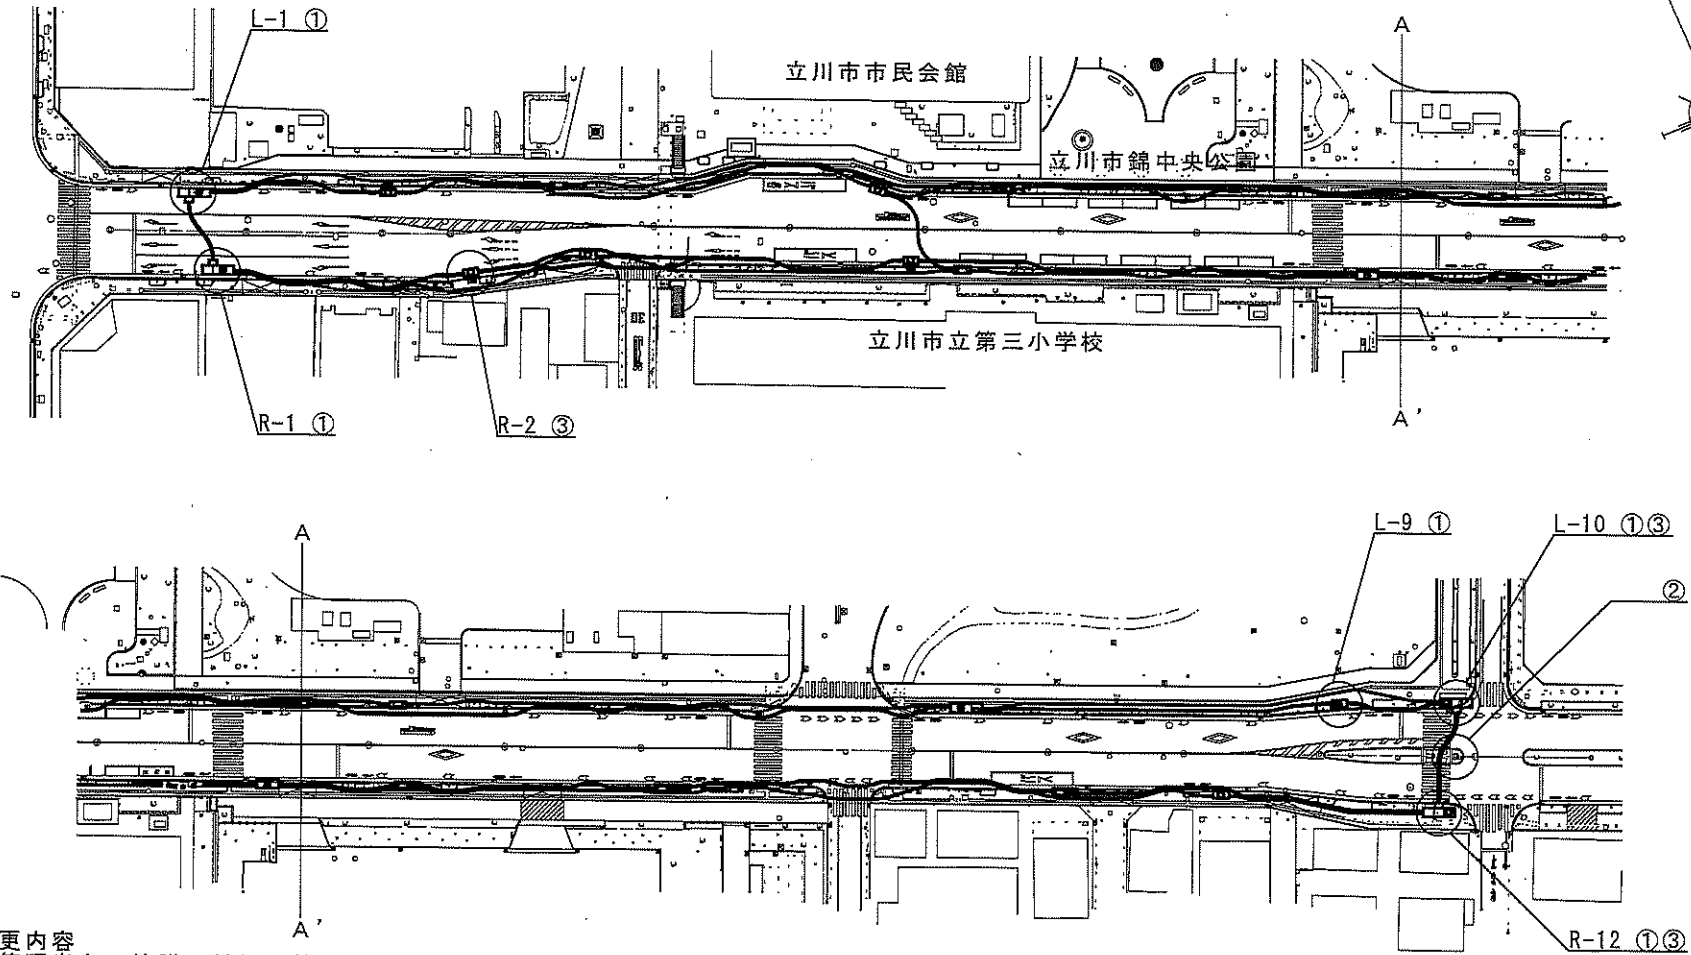 L-1 ①
A
立川市市民会館
立川市錦中央公園
立川市立第三小学校
R-1 ①
R-2 ③
A'
A
L-9 ①
L-10 ①③
②
A'
更内容
R-12 ①③